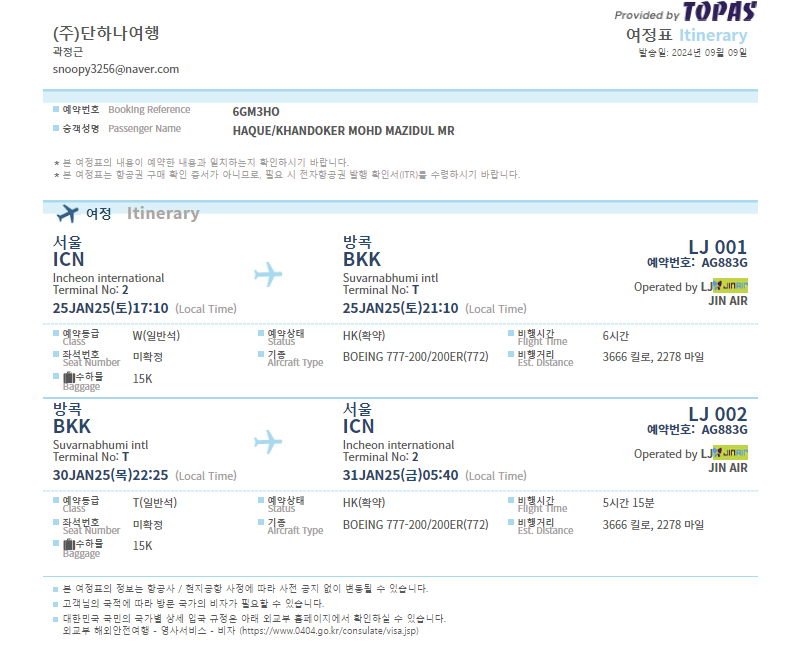 Provided by TOPAS
(주)단하나여행
여정표 Itinerary
곽정근
발송일: 2024년 09월 09일
snoopy3256@naver.com
예약번호 Booking Reference 6GM3HO
승객성명 Passenger Name HAQUE/KHANDOKER MOHD MAZIDUL MR
* 본 여정표의 내용이 예약한 내용과 일치하는지 확인하시기 바랍니다.
* 본 여정표는 항공권 구매 확인 증서가 아니므로, 필요 시 전자항공권 발행 확인서(ITR)를 수령하시기 바랍니다.
여정 Itinerary
서울 방콕
ICN BKK LJ 001
예약번호: AG883G
Incheon international Suvarnabhumi intl
Terminal No: 2 Terminal No: T Operated by LJ JIN AIR
JIN AIR
25JAN25(토)17:10 (Local Time) 25JAN25(토)21:10 (Local Time)
예약등급 W(일반석) 예약상태 HK(확약) 비행시간 6시간
Class Status Flight Time
좌석번호 미확정 기종 BOEING 777-200/200ER(772) 비행거리 3666 킬로, 2278 마일
Seat Number Aircraft Type Est. Distance
수하물 15K
Baggage
방콕 서울
BKK ICN LJ 002
예약번호: AG883G
Suvarnabhumi intl Incheon international
Terminal No: T Terminal No: 2 Operated by LJ JIN AIR
JIN AIR
30JAN25(목)22:25 (Local Time) 31JAN25(금)05:40 (Local Time)
예약등급 T(일반석) 예약상태 HK(확약) 비행시간 5시간 15분
Class Status Flight Time
좌석번호 미확정 기종 BOEING 777-200/200ER(772) 비행거리 3666 킬로, 2278 마일
Seat Number Aircraft Type Est. Distance
수하물 15K
Baggage
본 여정표의 정보는 항공사 / 현지공항 사정에 따라 사전 공지 없이 변동될 수 있습니다.
고객님의 국적에 따라 방문 국가의 비자가 필요할 수 있습니다.
대한민국 국민의 국가별 상세 입국 규정은 아래 외교부 홈페이지에서 확인하실 수 있습니다.
외교부 해외안전여행 - 영사서비스 - 비자 (https://www.0404.go.kr/consulate/visa.jsp)